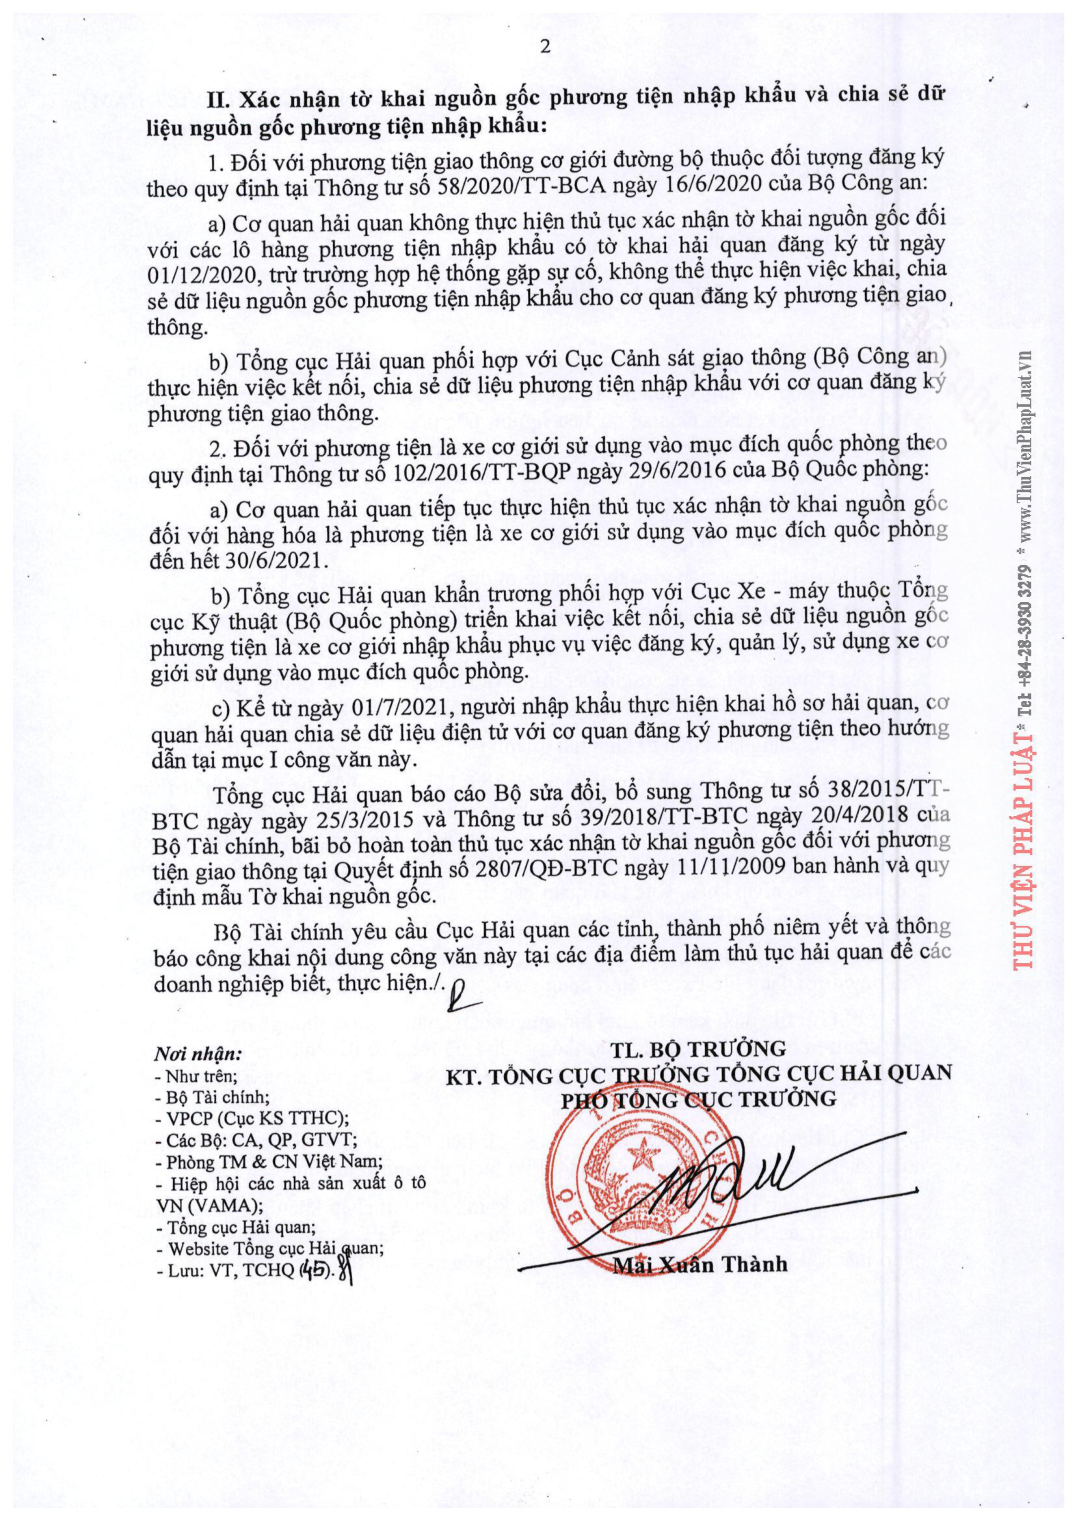 2
II. Xác nhận tờ khai nguồn gốc phương tiện nhập khẩu và chia sẻ dữ
liệu nguồn gốc phương tiện nhập khẩu:
1. Đối với phương tiện giao thông cơ giới đường bộ thuộc đối tượng đăng ký
theo quy định tại Thông tư số 58/2020/TT-BCA ngày 16/6/2020 của Bộ Công an:
a) Cơ quan hải quan không thực hiện thủ tục xác nhận tờ khai nguồn gốc đối
với các lô hàng phương tiện nhập khẩu có tờ khai hải quan đăng ký từ ngày
01/12/2020, trừ trường hợp hệ thống gặp sự cố, không thể thực hiện việc khai, chia
sẻ dữ liệu nguồn gốc phương tiện nhập khẩu cho cơ quan đăng ký phương tiện giao
thông.
b) Tổng cục Hải quan phối hợp với Cục Cảnh sát giao thông (Bộ Công an)
thực hiện việc kết nối, chia sẻ dữ liệu phương tiện nhập khẩu với cơ quan đăng ký
phương tiện giao thông.
2. Đối với phương tiện là xe cơ giới sử dụng vào mục đích quốc phòng theo
quy định tại Thông tư số 102/2016/TT-BQP ngày 29/6/2016 của Bộ Quốc phòng:
a) Cơ quan hải quan tiếp tục thực hiện thủ tục xác nhận tờ khai nguồn gốc
đối với hàng hóa là phương tiện là xe cơ giới sử dụng vào mục đích quốc phòng
đến hết 30/6/2021.
b) Tổng cục Hải quan khẩn trương phối hợp với Cục Xe - máy thuộc Tổng
cục Kỹ thuật (Bộ Quốc phòng) triển khai việc kết nối, chia sẻ dữ liệu nguồn gốc
phương tiện là xe cơ giới nhập khẩu phục vụ việc đăng ký, quản lý, sử dụng xe cơ
giới sử dụng vào mục đích quốc phòng.
c) Kể từ ngày 01/7/2021, người nhập khẩu thực hiện khai hồ sơ hải quan, cơ
quan hải quan chia sẻ dữ liệu điện tử với cơ quan đăng ký phương tiện theo hướng
dẫn tại mục I công văn này.
Tổng cục Hải quan báo cáo Bộ sửa đổi, bổ sung Thông tư số 38/2015/TT-
BTC ngày ngày 25/3/2015 và Thông tư số 39/2018/TT-BTC ngày 20/4/2018 của
Bộ Tài chính, bãi bỏ hoàn toàn thủ tục xác nhận tờ khai nguồn gốc đối với phương
tiện giao thông tại Quyết định số 2807/QĐ-BTC ngày 11/11/2009 ban hành và quy
định mẫu Tờ khai nguồn gốc.
Bộ Tài chính yêu cầu Cục Hải quan các tỉnh, thành phố niêm yết và thông
báo công khai nội dung công văn này tại các địa điểm làm thủ tục hải quan để các
doanh nghiệp biết, thực hiện./.
Nơi nhận:
- Như trên;
- Bộ Tài chính;
- VPCP (Cục KS TTHC);
- Các Bộ: CA, QP, GTVT;
- Phòng TM & CN Việt Nam;
- Hiệp hội các nhà sản xuất ô tô
VN (VAMA);
- Tổng cục Hải quan;
- Website Tổng cục Hải quan;
- Lưu: VT, TCHQ (45).
TL. BỘ TRƯỞNG
KT. TỔNG CỤC TRƯỞNG TỔNG CỤC HẢI QUAN
PHÓ TỔNG CỤC TRƯỞNG
BỘ TÀI CHÍNH
Mai Xuân Thành
THƯ VIỆN PHÁP LUẬT * Tel: +84-28-3930 3279 * www.ThuVienPhapLuat.vn